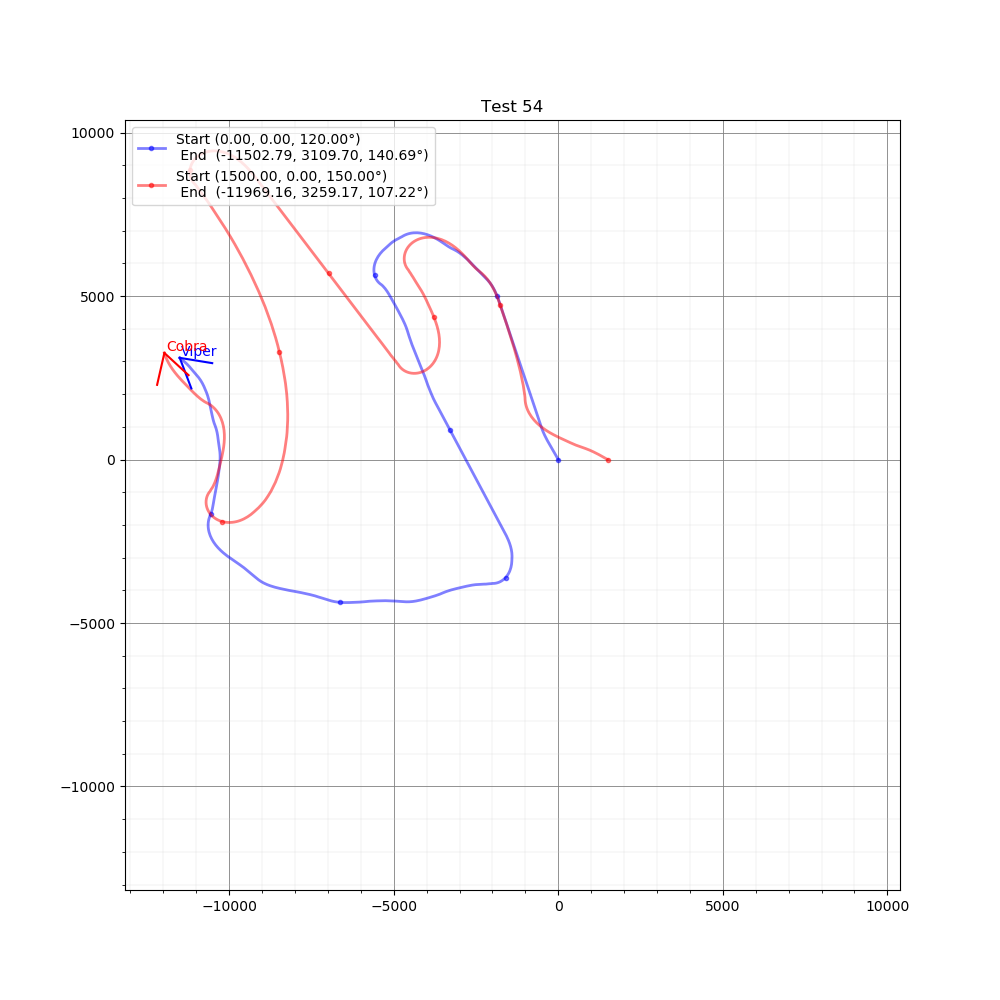 Test 54
10000
5000
0
−5000
−10000
Start (0.00, 0.00, 120.00°)
End  (-11502.79, 3109.70, 140.69°)
Start (1500.00, 0.00, 150.00°)
End  (-11969.16, 3259.17, 107.22°)
Cobra
Viper
−10000
−5000
0
5000
10000